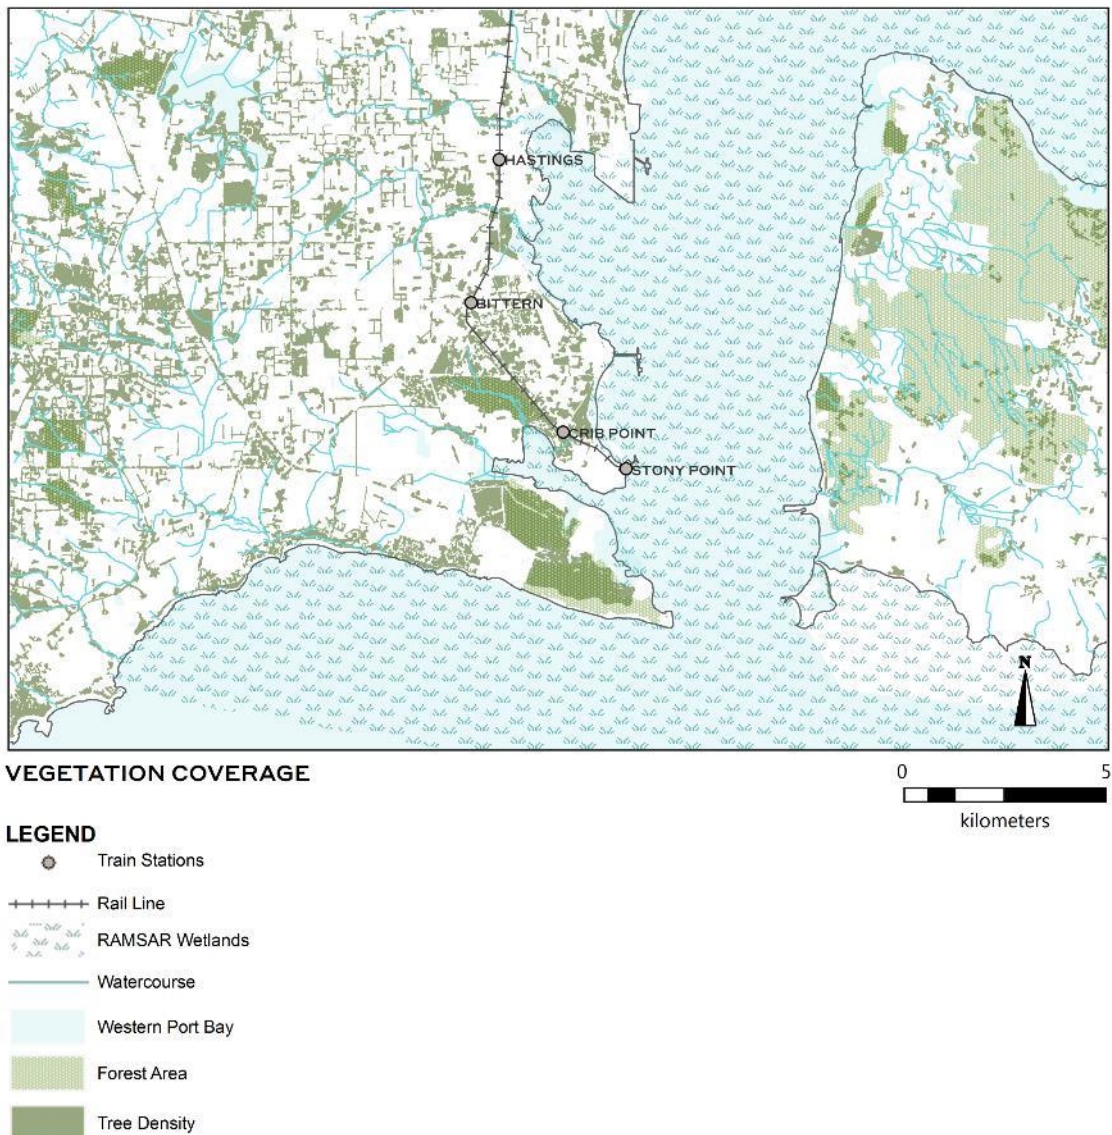 HASTINGS
BITTERN
CRIB POINT
STONY POINT
N
VEGETATION COVERAGE
0 5
kilometers
LEGEND
Train Stations
Rail Line
RAMSAR Wetlands
Watercourse
Western Port Bay
Forest Area
Tree Density